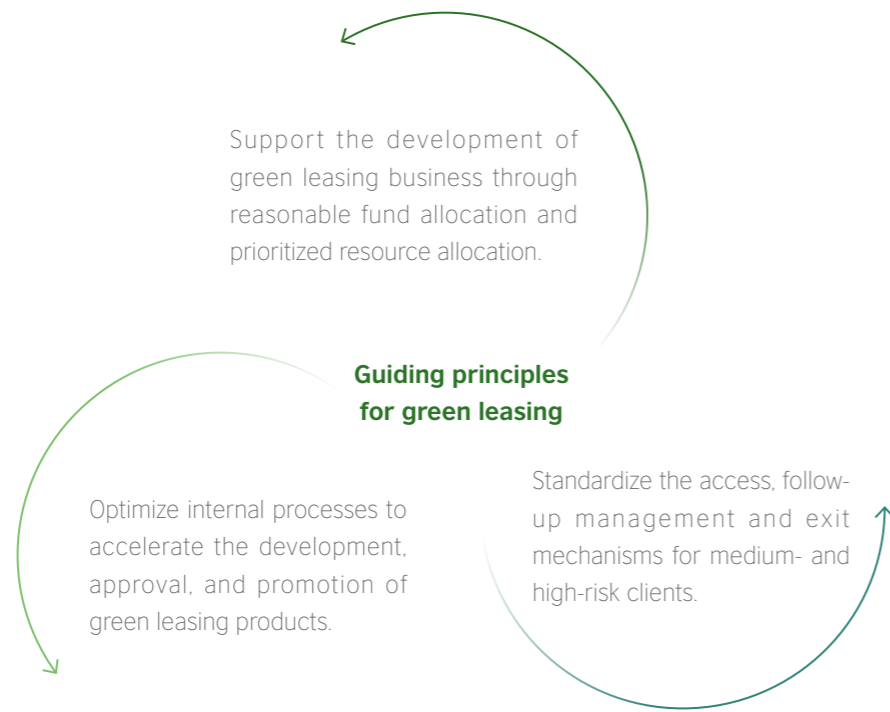 Support the development of
green leasing business through
reasonable fund allocation and
prioritized resource allocation.
Guiding principles
for green leasing
Optimize internal processes to
accelerate the development,
approval, and promotion of
green leasing products.
Standardize the access, follow-
up management and exit
mechanisms for medium- and
high-risk clients.